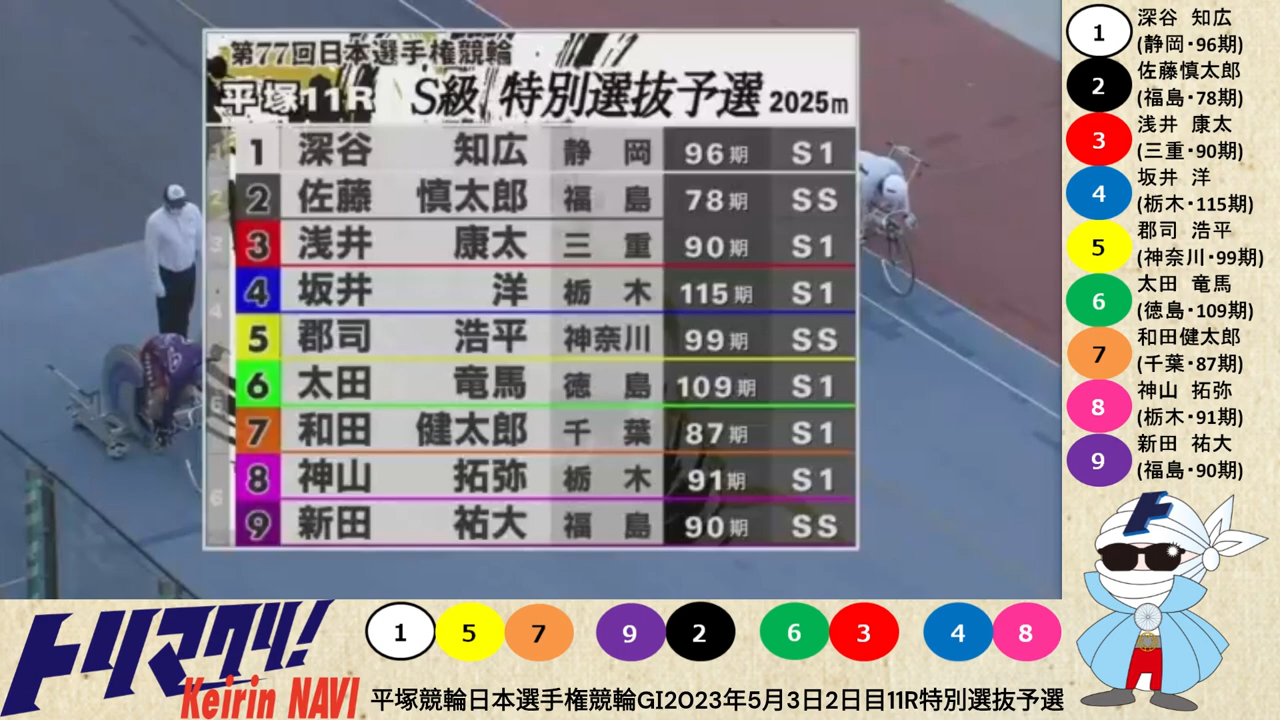 第77回日本選手権競輪
平塚11R S級 特別選抜予選 2025m
1 深谷 知広 静岡 96期 S1
2 佐藤 慎太郎 福島 78期 SS
3 浅井 康太 三重 90期 S1
4 坂井 洋 栃木 115期 S1
5 郡司 浩平 神奈川 99期 SS
6 太田 竜馬 徳島 109期 S1
7 和田 健太郎 千葉 87期 S1
8 神山 拓弥 栃木 91期 S1
9 新田 祐大 福島 90期 SS
1 深谷 知広
(静岡・96期)
2 佐藤慎太郎
(福島・78期)
3 浅井 康太
(三重・90期)
4 坂井 洋
(栃木・115期)
5 郡司 浩平
(神奈川・99期)
6 太田 竜馬
(徳島・109期)
7 和田健太郎
(千葉・87期)
8 神山 拓弥
(栃木・91期)
9 新田 祐大
(福島・90期)
トリマクリ!
Keirin NAVI
1 5 7 9 2 6 3 4 8
平塚競輪日本選手権競輪GI2023年5月3日2日目11R特別選抜予選